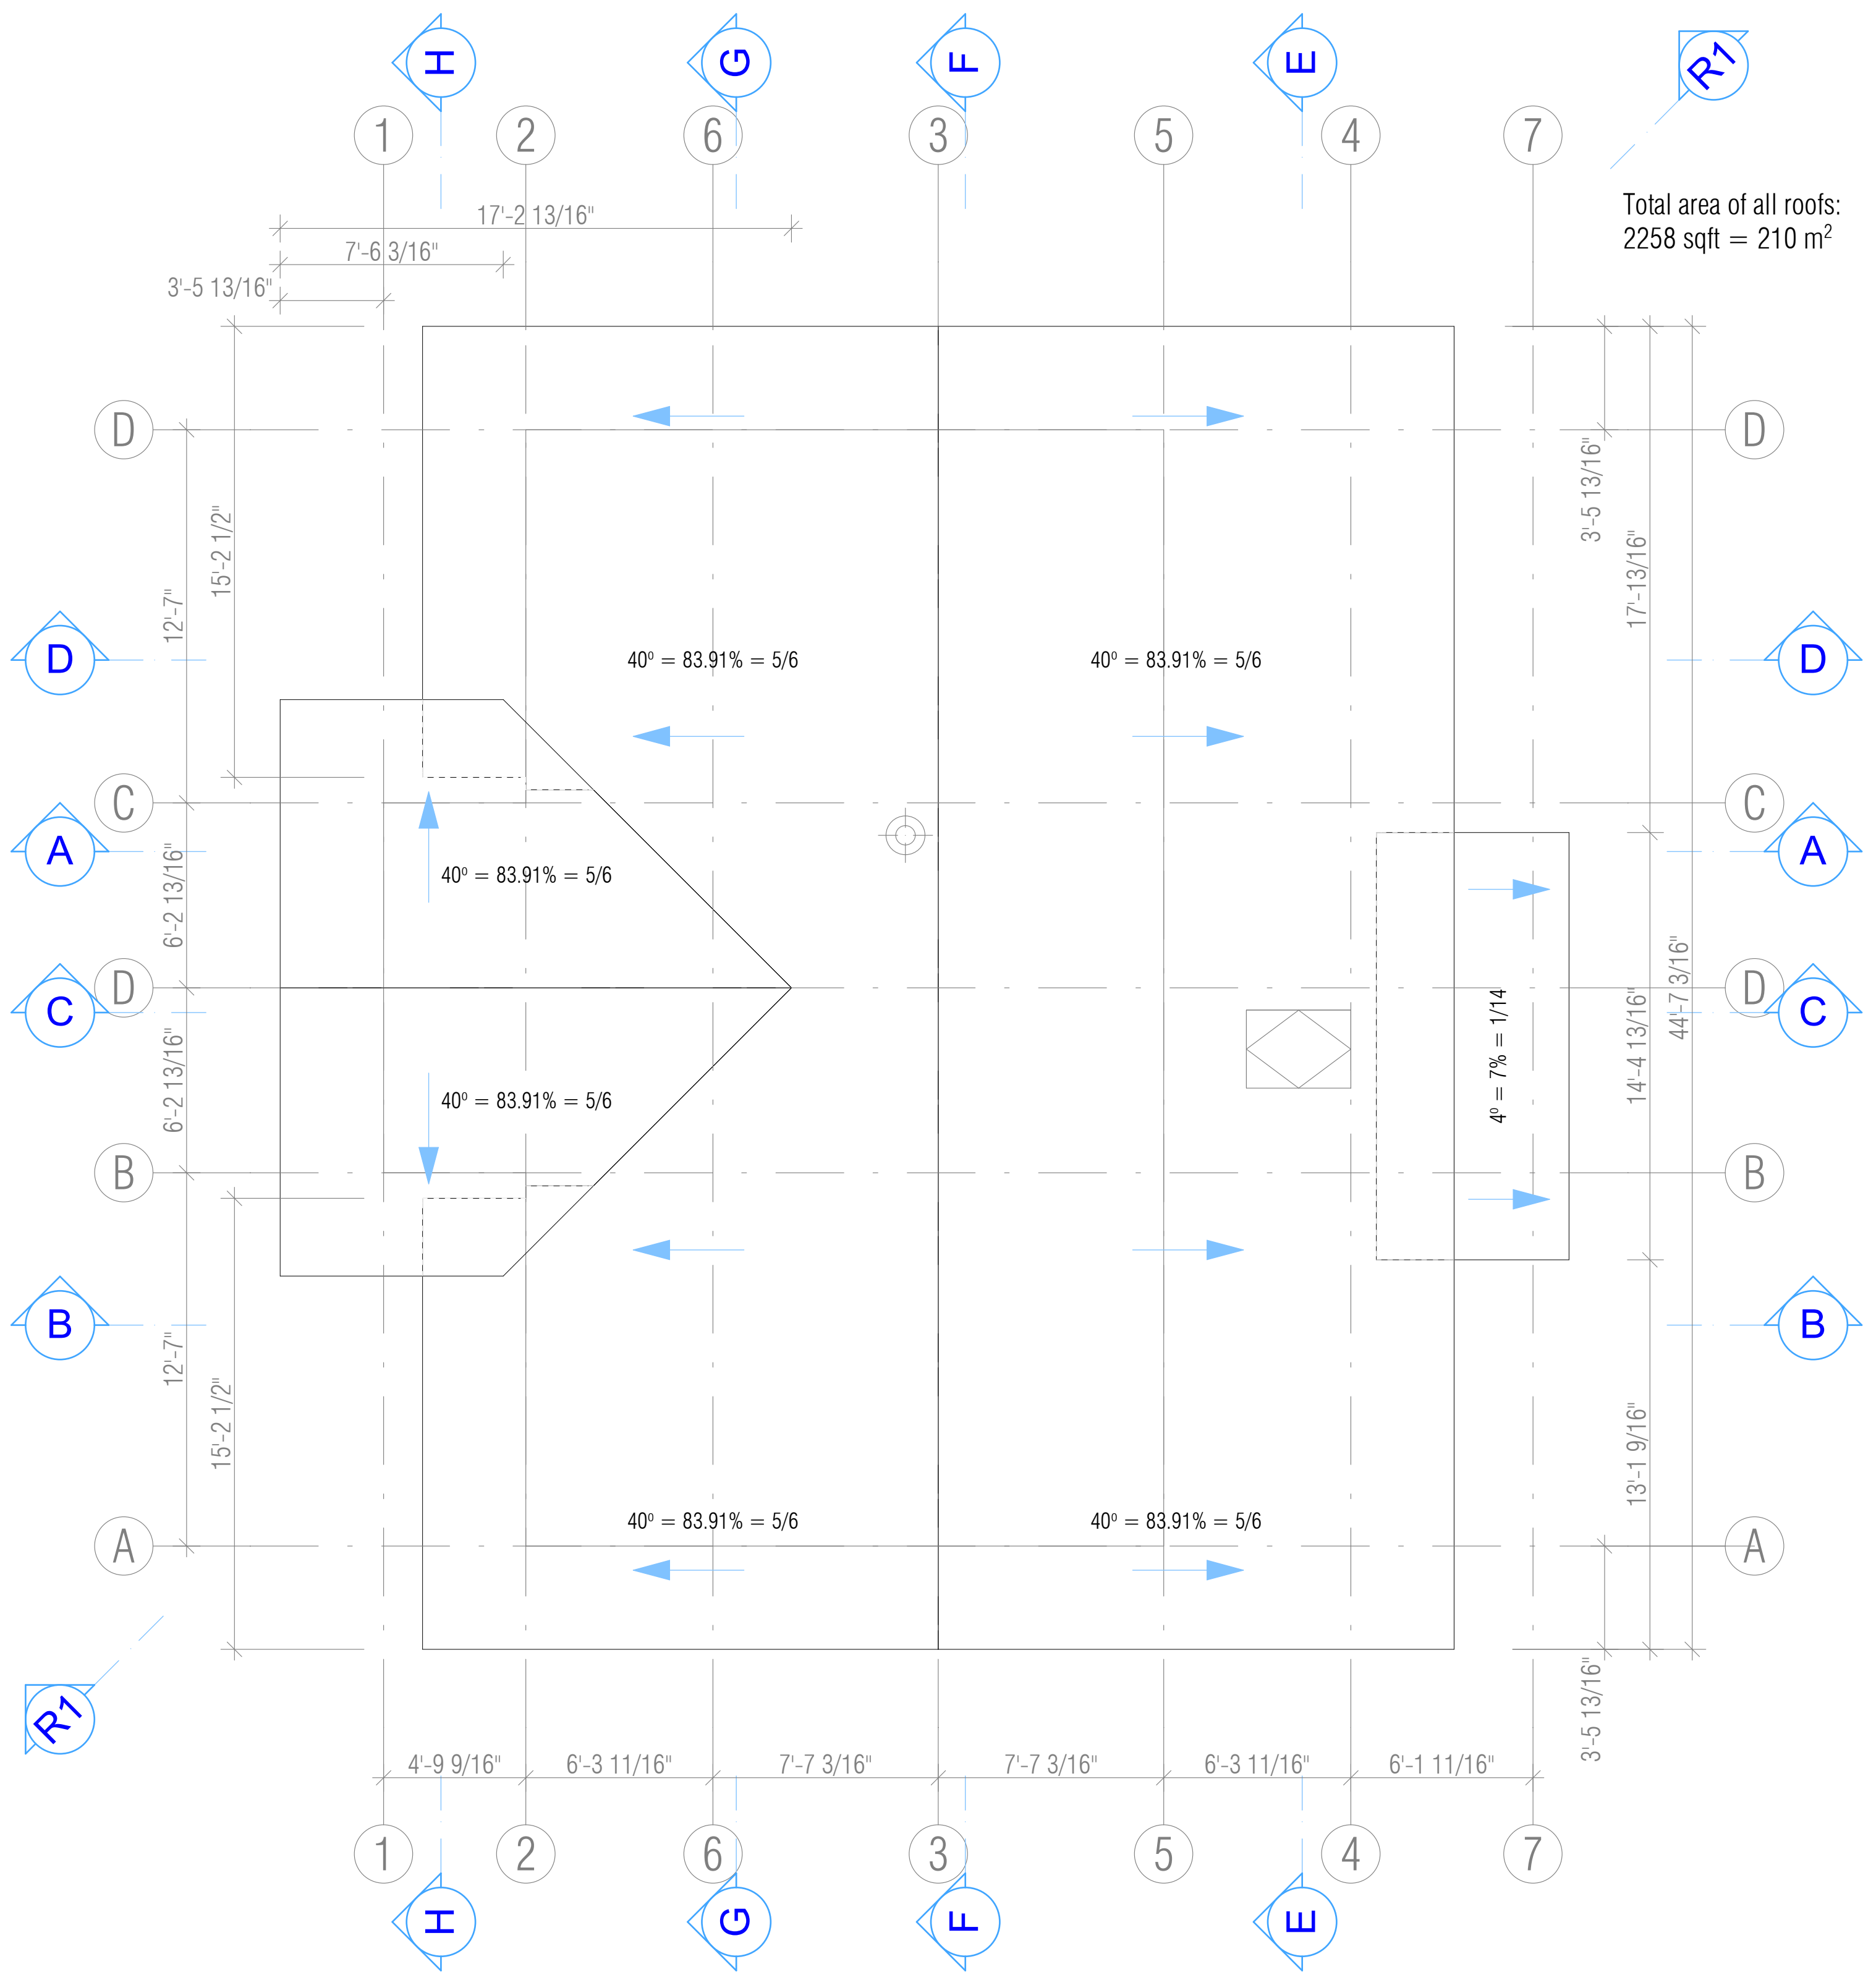 H G F E R1
1 2 6 3 5 4 7
Total area of all roofs:
2258 sqft = 210 m²
17'-2 13/16"
7'-6 3/16"
3'-5 13/16"
D D
3'-5 13/16"
15'-2 1/2"
17'-13/16"
12'-7"
D 40⁰ = 83.91% = 5/6 40⁰ = 83.91% = 5/6 D
C C
A A
40⁰ = 83.91% = 5/6
6'-2 13/16"
44'-7 3/16"
D D
C C
14'-4 13/16"
4⁰ = 7% = 1/14
6'-2 13/16"
40⁰ = 83.91% = 5/6
B B
B B
12'-7"
15'-2 1/2"
13'-1 9/16"
40⁰ = 83.91% = 5/6 40⁰ = 83.91% = 5/6
A A
R1
3'-5 13/16"
4'-9 9/16" 6'-3 11/16" 7'-7 3/16" 7'-7 3/16" 6'-3 11/16" 6'-1 11/16"
1 2 6 3 5 4 7
H G F E